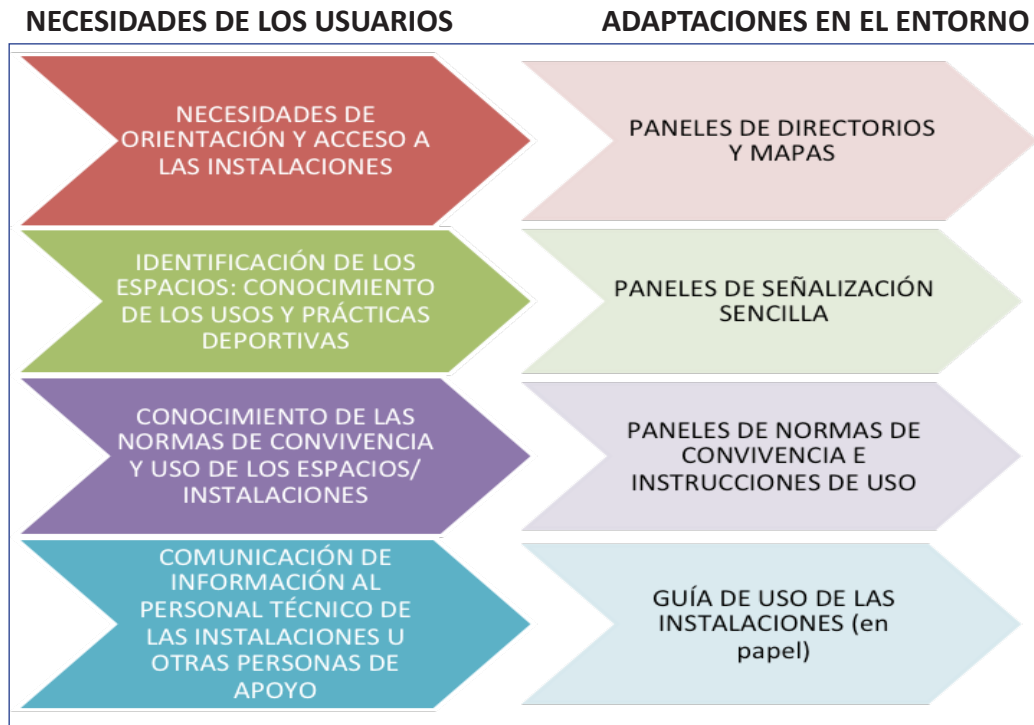 NECESIDADES DE LOS USUARIOS
ADAPTACIONES EN EL ENTORNO
NECESIDADES DE
ORIENTACIÓN Y ACCESO A
LAS INSTALACIONES
PANELES DE DIRECTORIOS
Y MAPAS
IDENTIFICACIÓN DE LOS
ESPACIOS: CONOCIMIENTO
DE LOS USOS Y PRÁCTICAS
DEPORTIVAS
PANELES DE SEÑALIZACIÓN
SENCILLA
CONOCIMIENTO DE LAS
NORMAS DE CONVIVENCIA
Y USO DE LOS ESPACIOS/
INSTALACIONES
PANELES DE NORMAS DE
CONVIVENCIA E
INSTRUCCIONES DE USO
COMUNICACIÓN DE
INFORMACIÓN AL
PERSONAL TÉCNICO DE
LAS INSTALACIONES U
OTRAS PERSONAS DE
APOYO
GUÍA DE USO DE LAS
INSTALACIONES (en
papel)